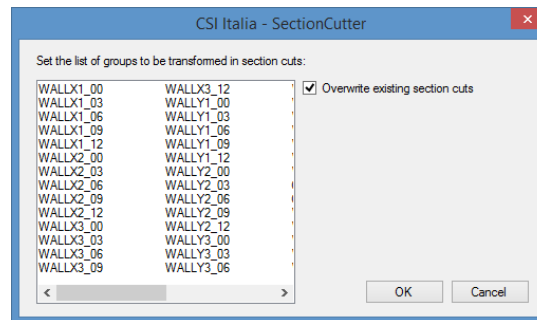 CSI Italia - SectionCutter
Set the list of groups to be transformed in section cuts:
WALLX1_00 WALLX3_12
WALLX1_03 WALLY1_00
WALLX1_06 WALLY1_03
WALLX1_09 WALLY1_06
WALLX1_12 WALLY1_09
WALLX2_00 WALLY1_12
WALLX2_03 WALLY2_00
WALLX2_06 WALLY2_03
WALLX2_09 WALLY2_06
WALLX2_12 WALLY2_09
WALLX3_00 WALLY2_12
WALLX3_03 WALLY3_00
WALLX3_06 WALLY3_03
WALLX3_09 WALLY3_06
Overwrite existing section cuts
OK Cancel